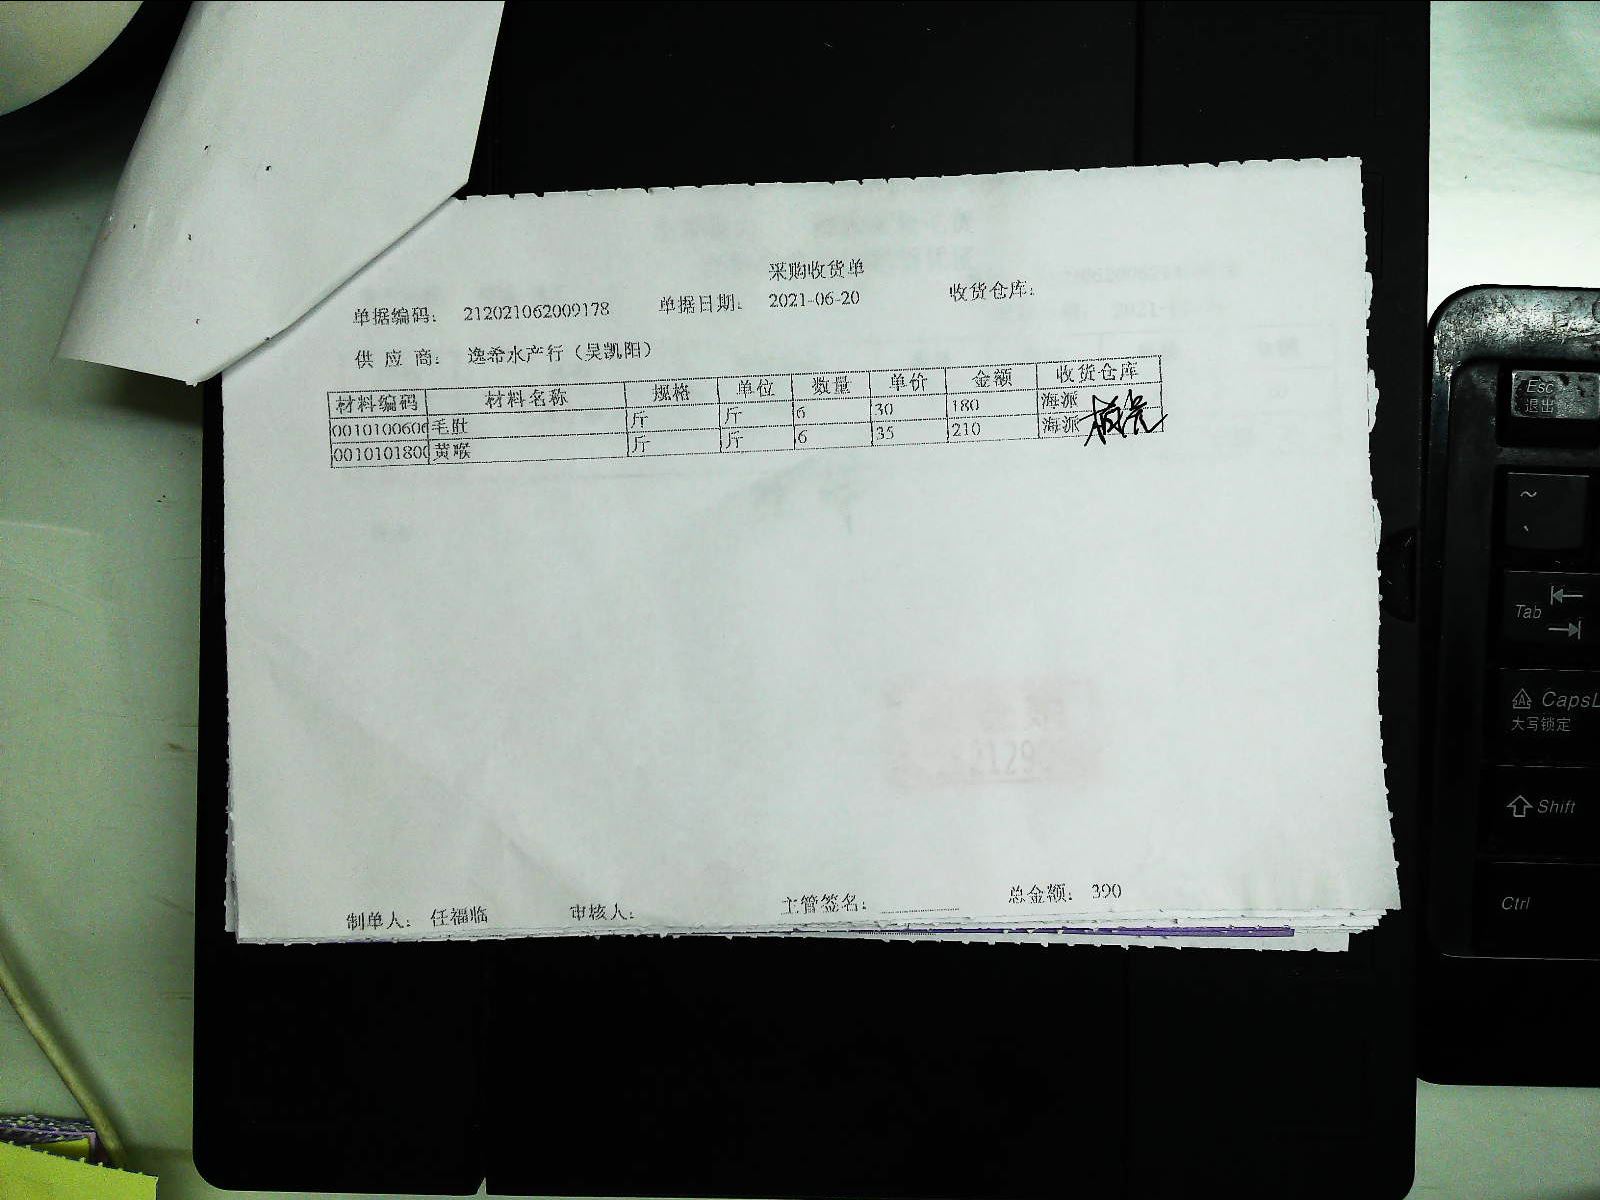 采购收货单
单据编码： 212021062009178 单据日期： 2021-06-20 收货仓库：
供 应 商： 逸希水产行（吴凯阳）
材料编码 材料名称 规格 单位 数量 单价 金额 收货仓库
0010100606 毛肚 斤 斤 6 30 180 海派
0010101800 黄喉 斤 斤 6 35 210 海派
2129
制单人： 任福临 审核人： 主管签名： 总金额： 390
Esc
退出
~
Tab
CapsL
大写锁定
Shift
Ctrl